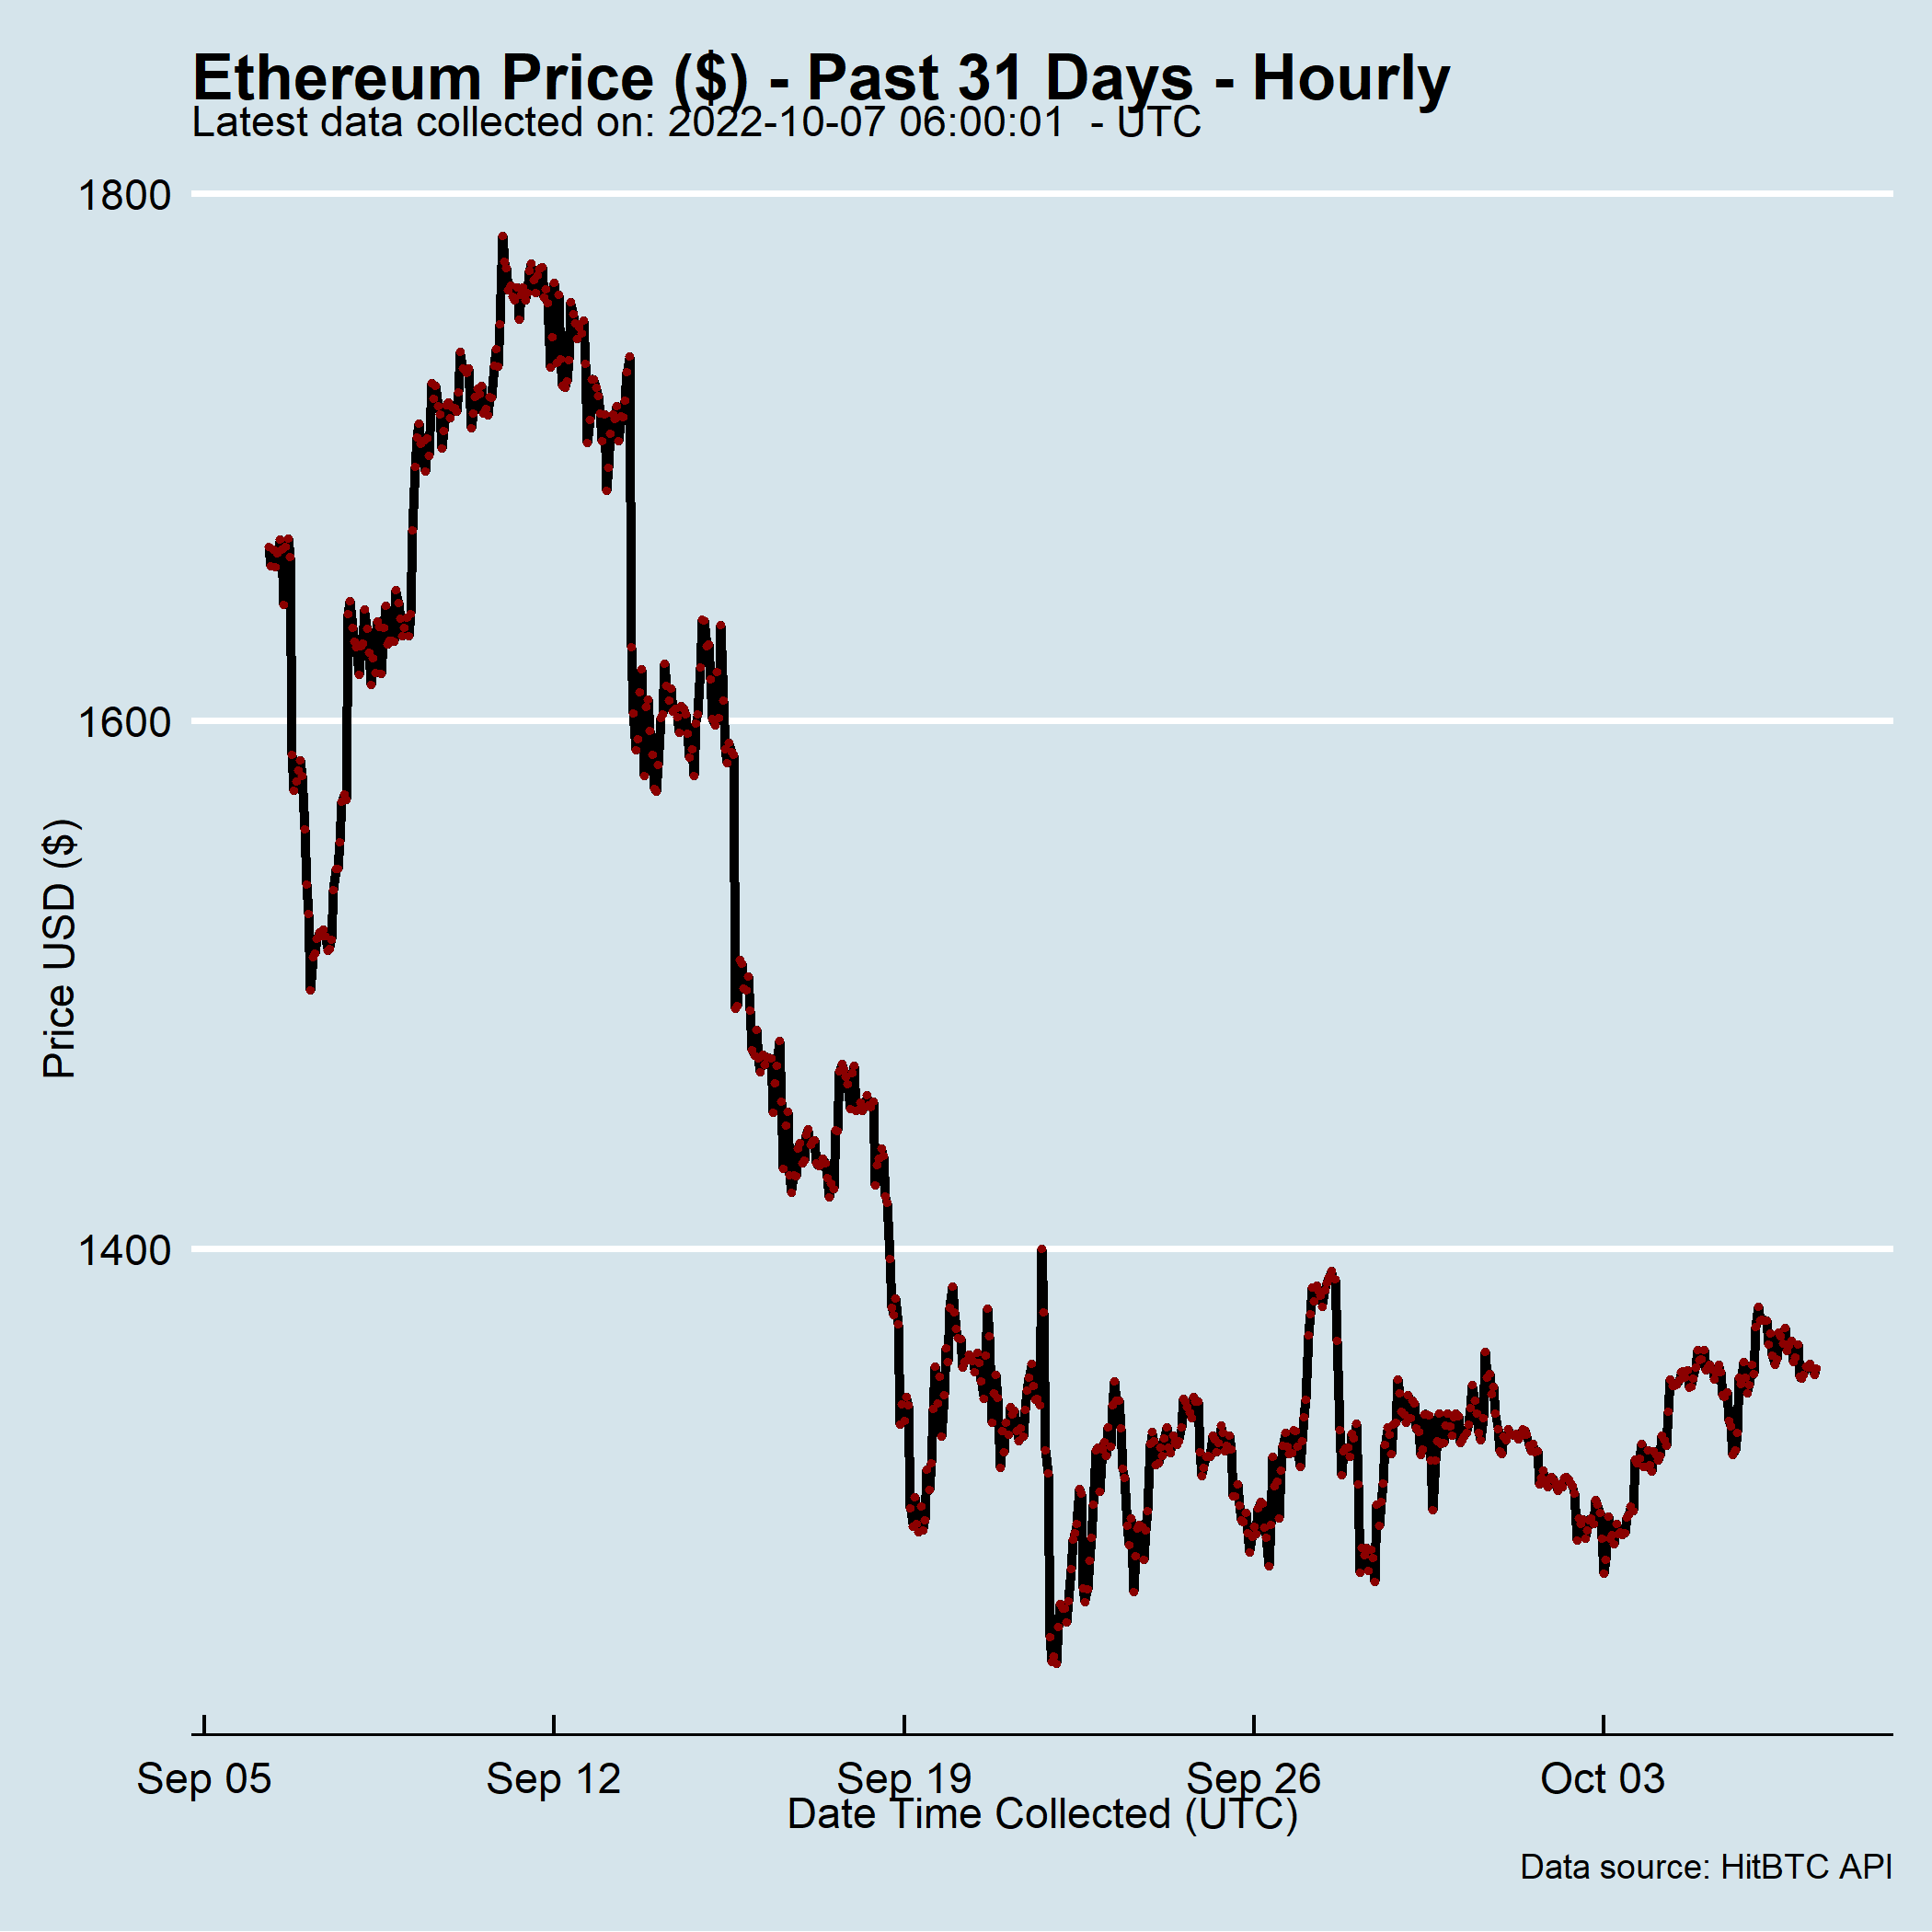 Ethereum Price ($) - Past 31 Days - Hourly
Latest data collected on: 2022-10-07 06:00:01  - UTC
1800
1600
1400
Price USD ($)
Sep 05 Sep 12 Sep 19 Sep 26 Oct 03
Date Time Collected (UTC)
Data source: HitBTC API